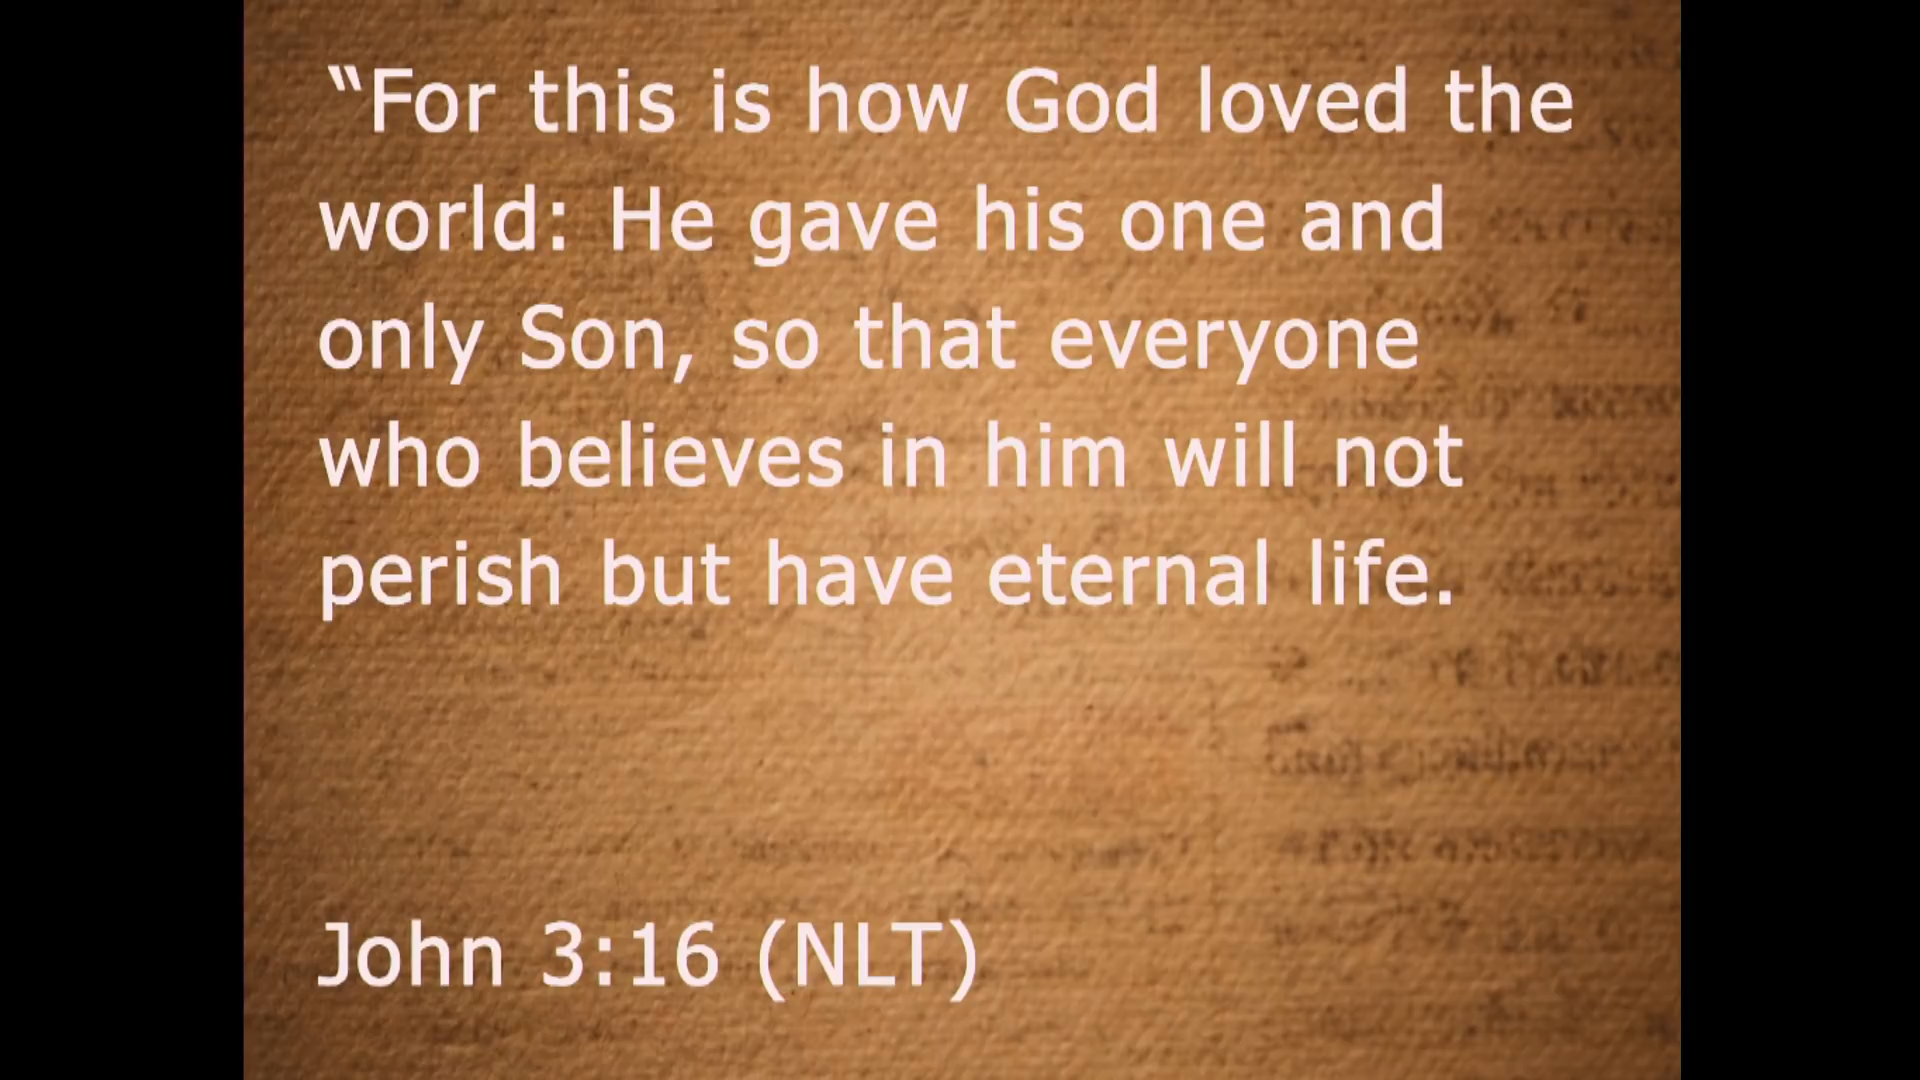 “For this is how God loved the
world: He gave his one and
only Son, so that everyone
who believes in him will not
perish but have eternal life.
John 3:16 (NLT)